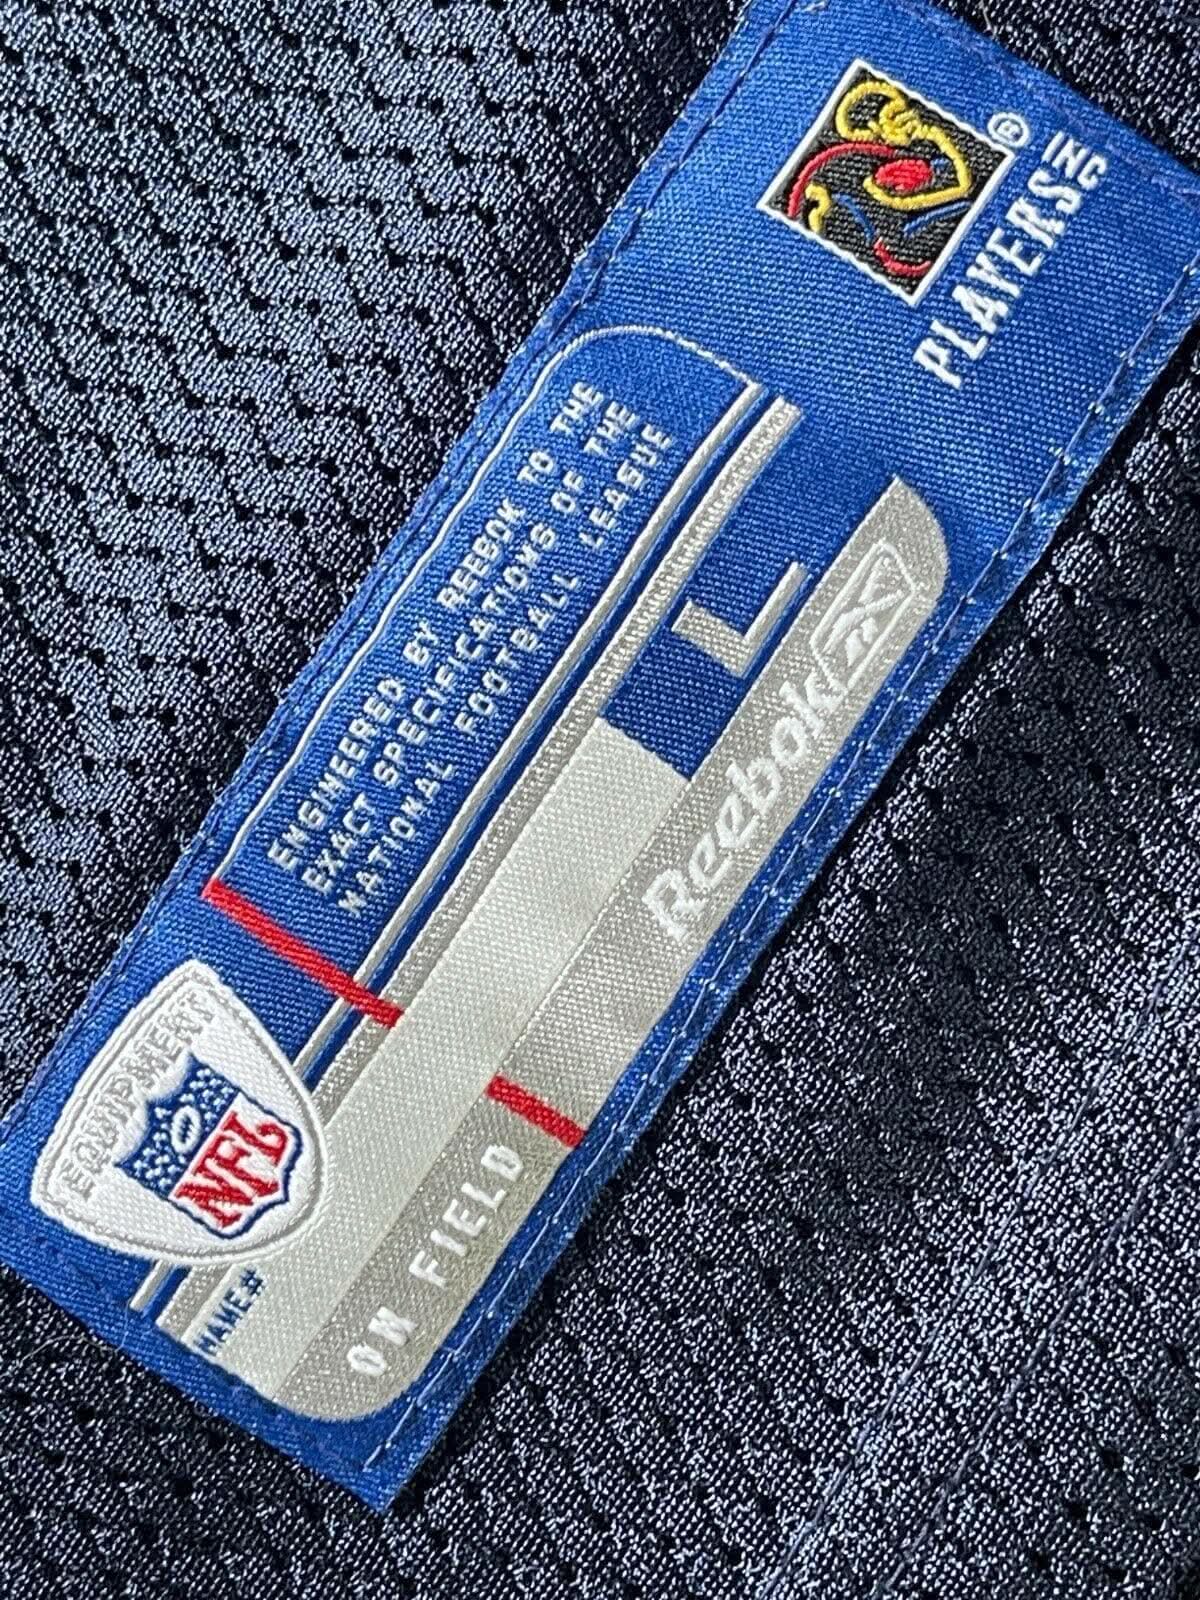 PLAYERS INC
®
ENGINEERED BY REEBOK TO THE
EXACT SPECIFICATIONS OF THE
NATIONAL FOOTBALL LEAGUE
L
Reebok
EQUIPMENT
NFL
NAME#
ON FIELD